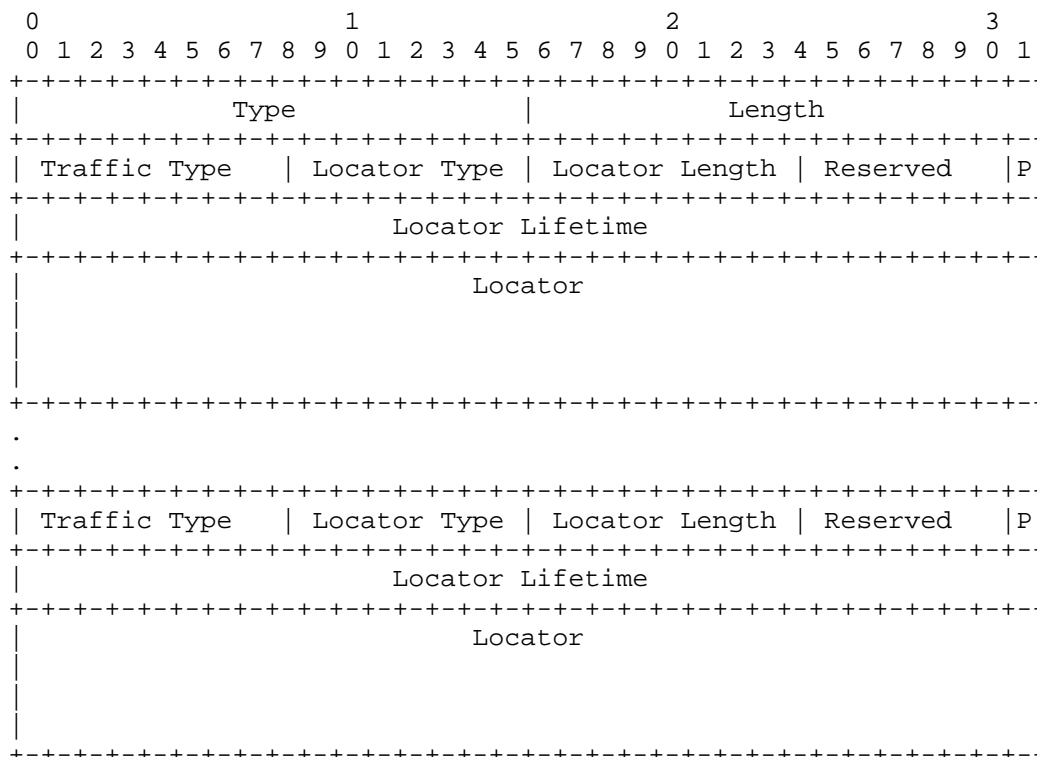 0                   1                   2                   3
 0 1 2 3 4 5 6 7 8 9 0 1 2 3 4 5 6 7 8 9 0 1 2 3 4 5 6 7 8 9 0 1
+-+-+-+-+-+-+-+-+-+-+-+-+-+-+-+-+-+-+-+-+-+-+-+-+-+-+-+-+-+-+-+-
|             Type              |            Length
+-+-+-+-+-+-+-+-+-+-+-+-+-+-+-+-+-+-+-+-+-+-+-+-+-+-+-+-+-+-+-+-
| Traffic Type   | Locator Type | Locator Length | Reserved   |P
+-+-+-+-+-+-+-+-+-+-+-+-+-+-+-+-+-+-+-+-+-+-+-+-+-+-+-+-+-+-+-+-
|                       Locator Lifetime
+-+-+-+-+-+-+-+-+-+-+-+-+-+-+-+-+-+-+-+-+-+-+-+-+-+-+-+-+-+-+-+-
|                            Locator
|
|
|
+-+-+-+-+-+-+-+-+-+-+-+-+-+-+-+-+-+-+-+-+-+-+-+-+-+-+-+-+-+-+-+-
.
.
+-+-+-+-+-+-+-+-+-+-+-+-+-+-+-+-+-+-+-+-+-+-+-+-+-+-+-+-+-+-+-+-
| Traffic Type   | Locator Type | Locator Length | Reserved   |P
+-+-+-+-+-+-+-+-+-+-+-+-+-+-+-+-+-+-+-+-+-+-+-+-+-+-+-+-+-+-+-+-
|                       Locator Lifetime
+-+-+-+-+-+-+-+-+-+-+-+-+-+-+-+-+-+-+-+-+-+-+-+-+-+-+-+-+-+-+-+-
|                            Locator
|
|
|
+-+-+-+-+-+-+-+-+-+-+-+-+-+-+-+-+-+-+-+-+-+-+-+-+-+-+-+-+-+-+-+-